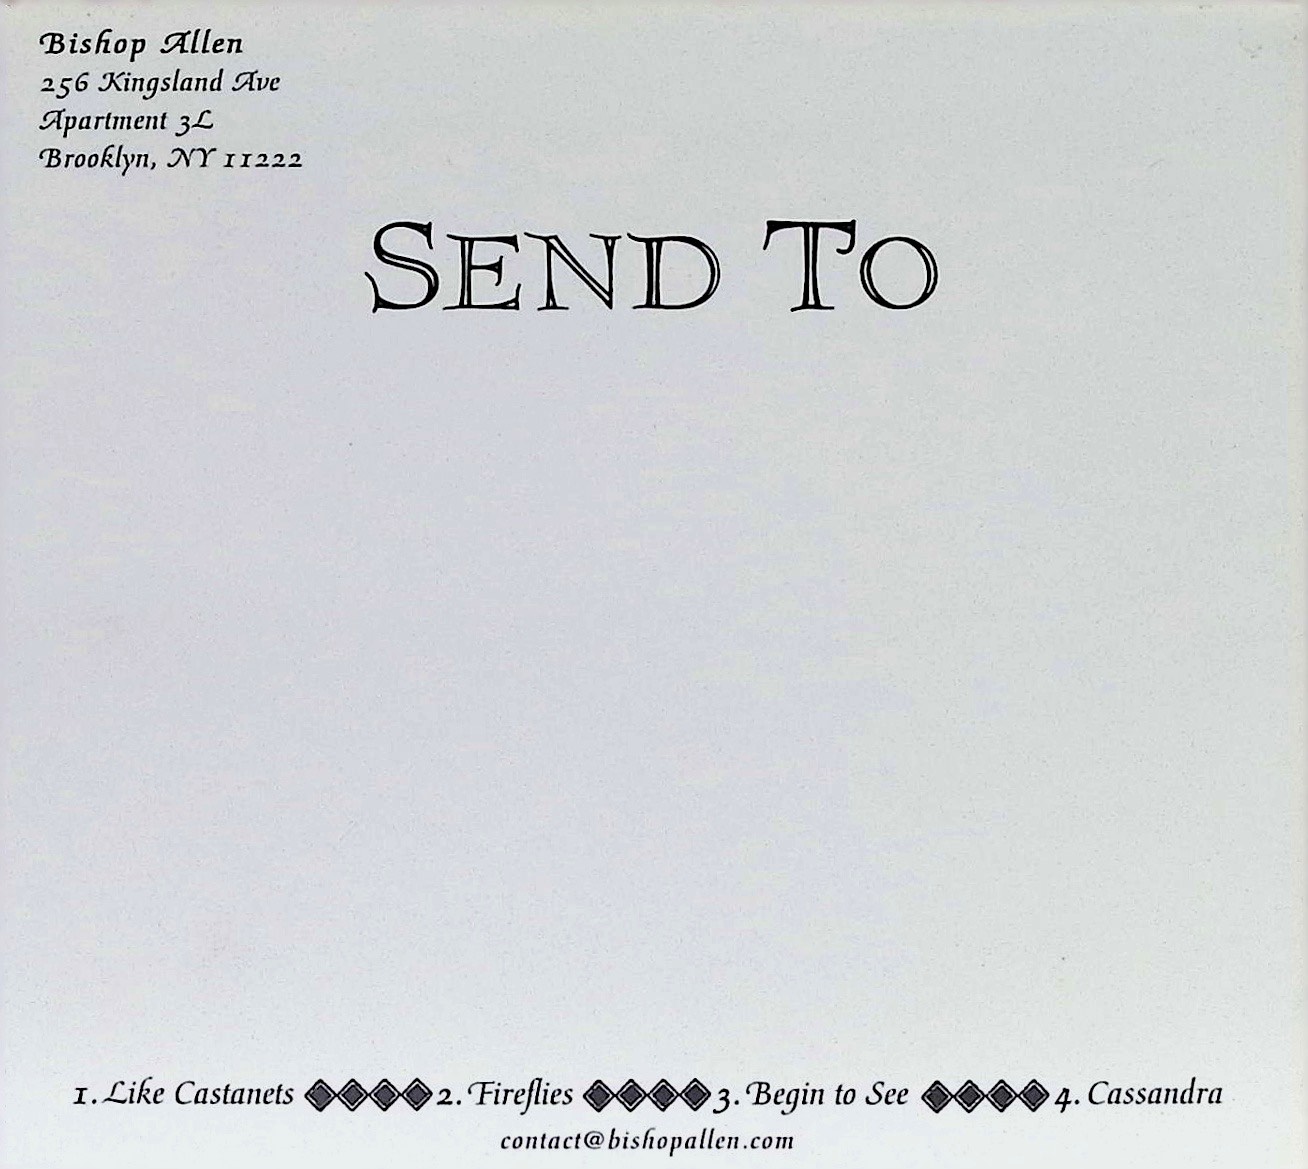 Bishop Allen
256 Kingsland Ave
Apartment 3L
Brooklyn, NY 11222
SEND TO
1. Like Castanets 2. Fireflies 3. Begin to See 4. Cassandra
contact@bishopallen.com